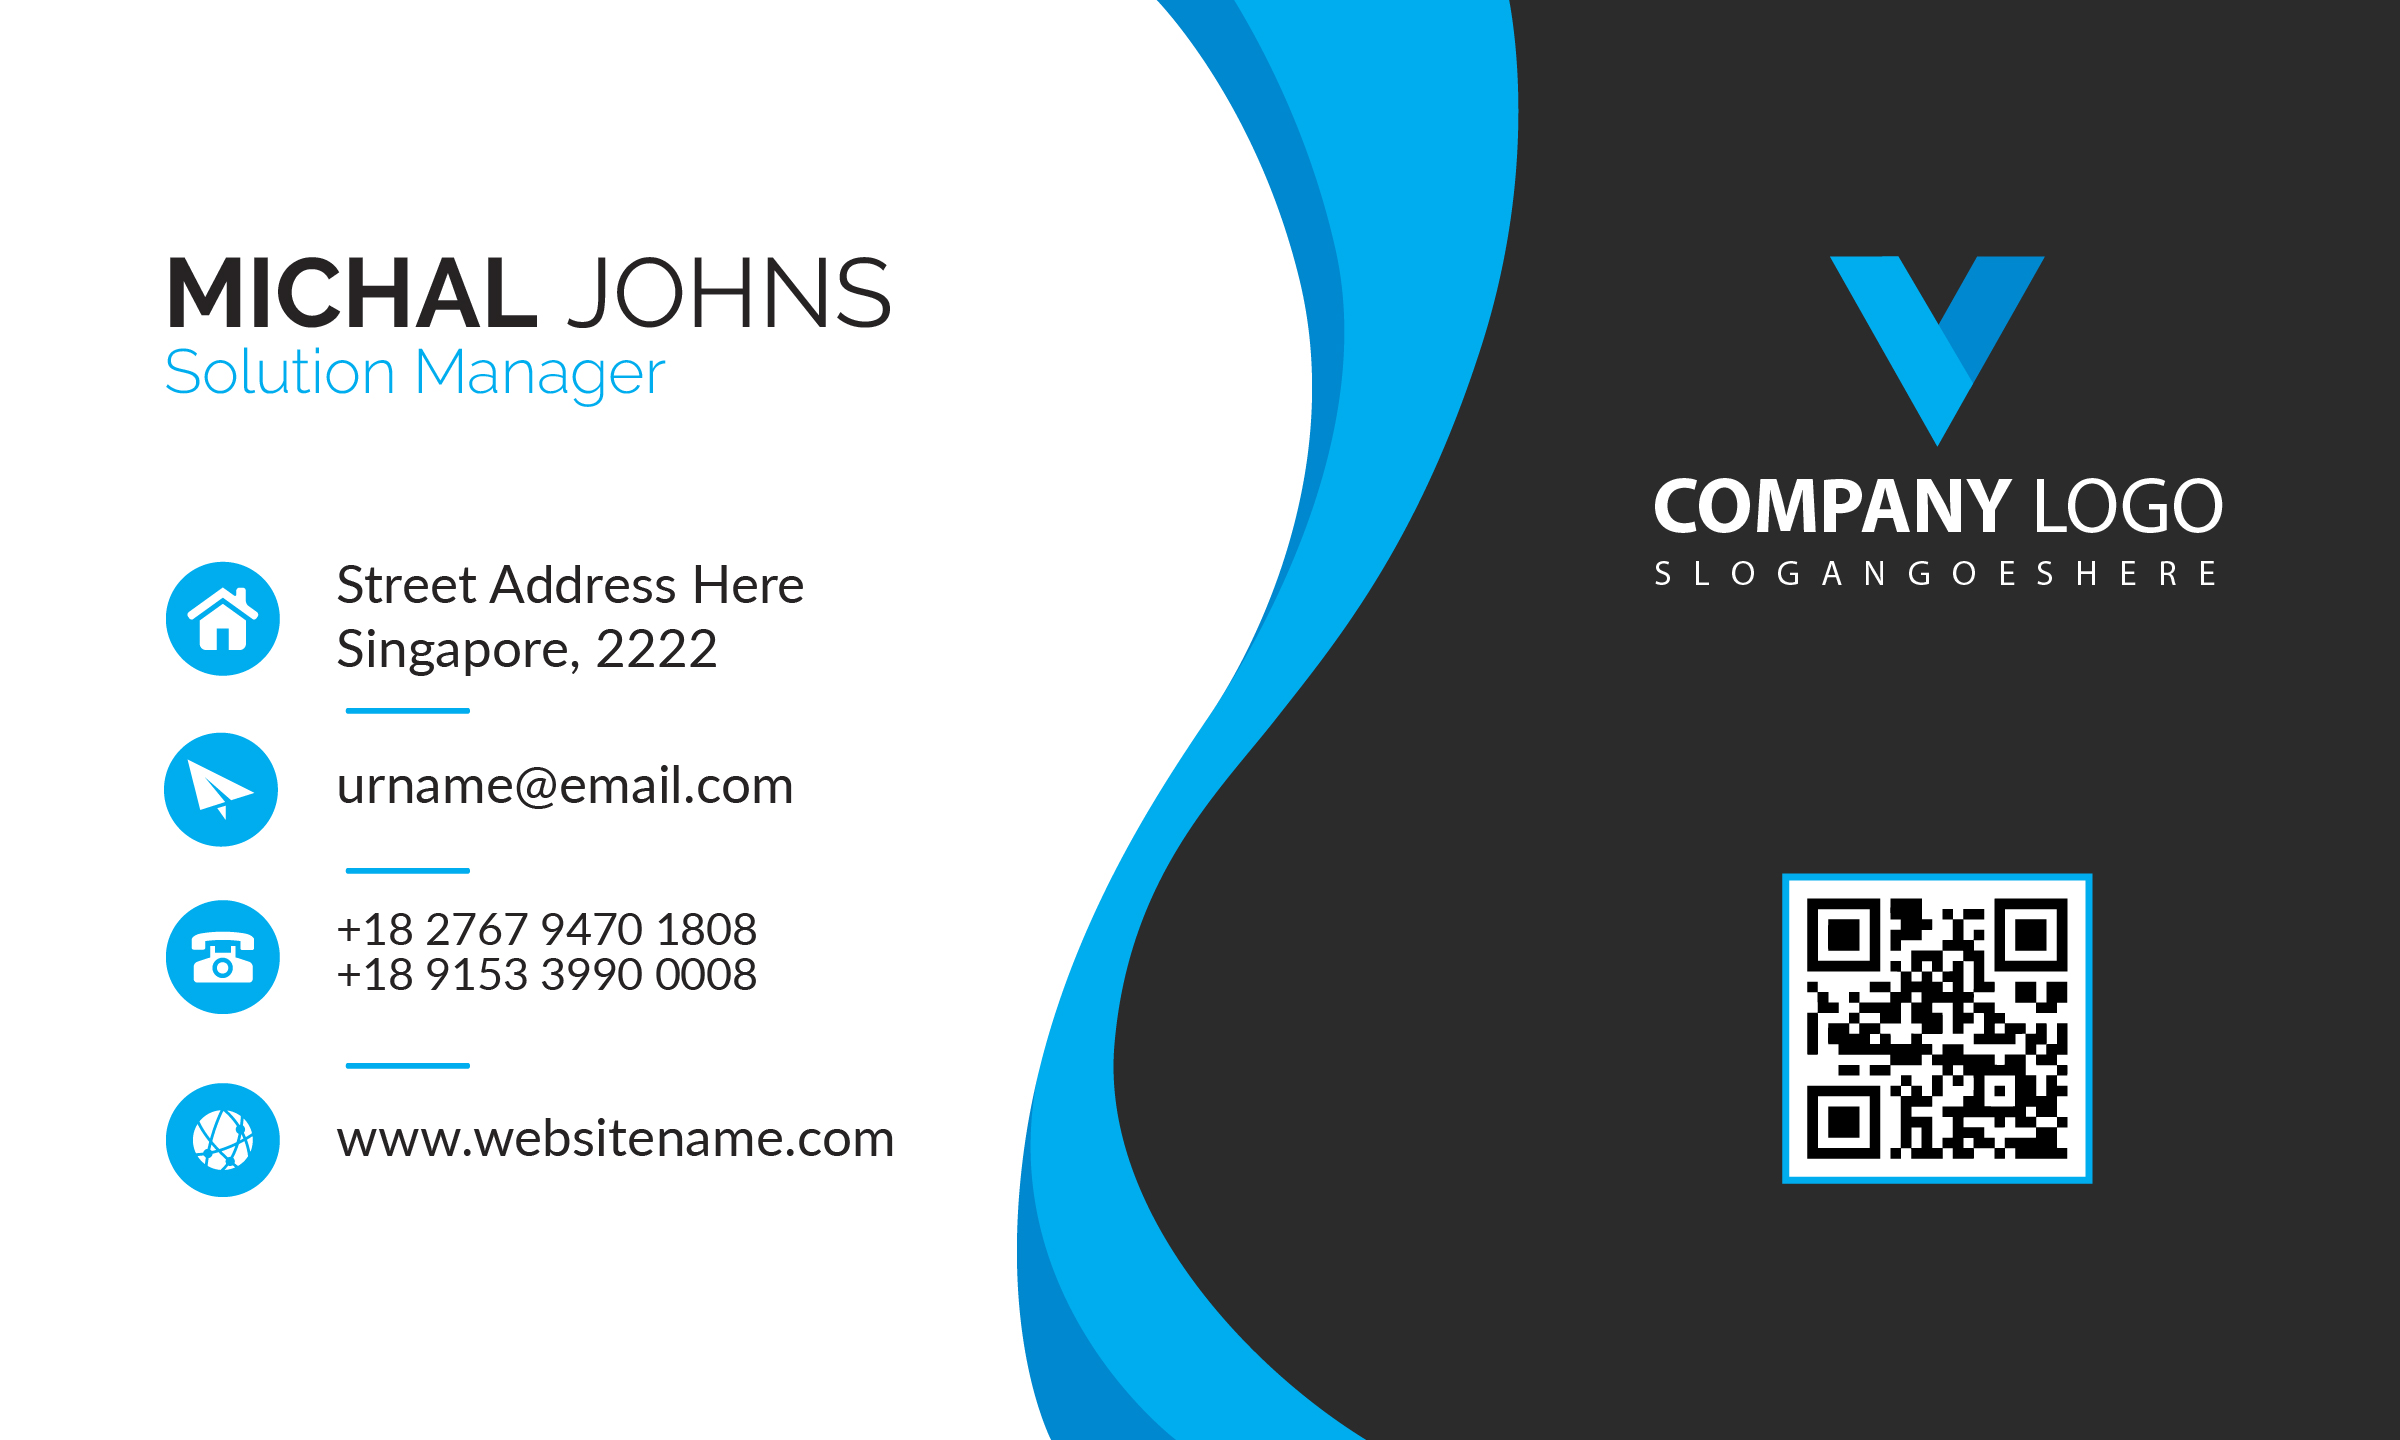 MICHAL JOHNS
Solution Manager
Street Address Here
Singapore, 2222
urname@email.com
+18 2767 9470 1808
+18 9153 3990 0008
www.websitename.com
COMPANY LOGO
SLOGANGOESHERE